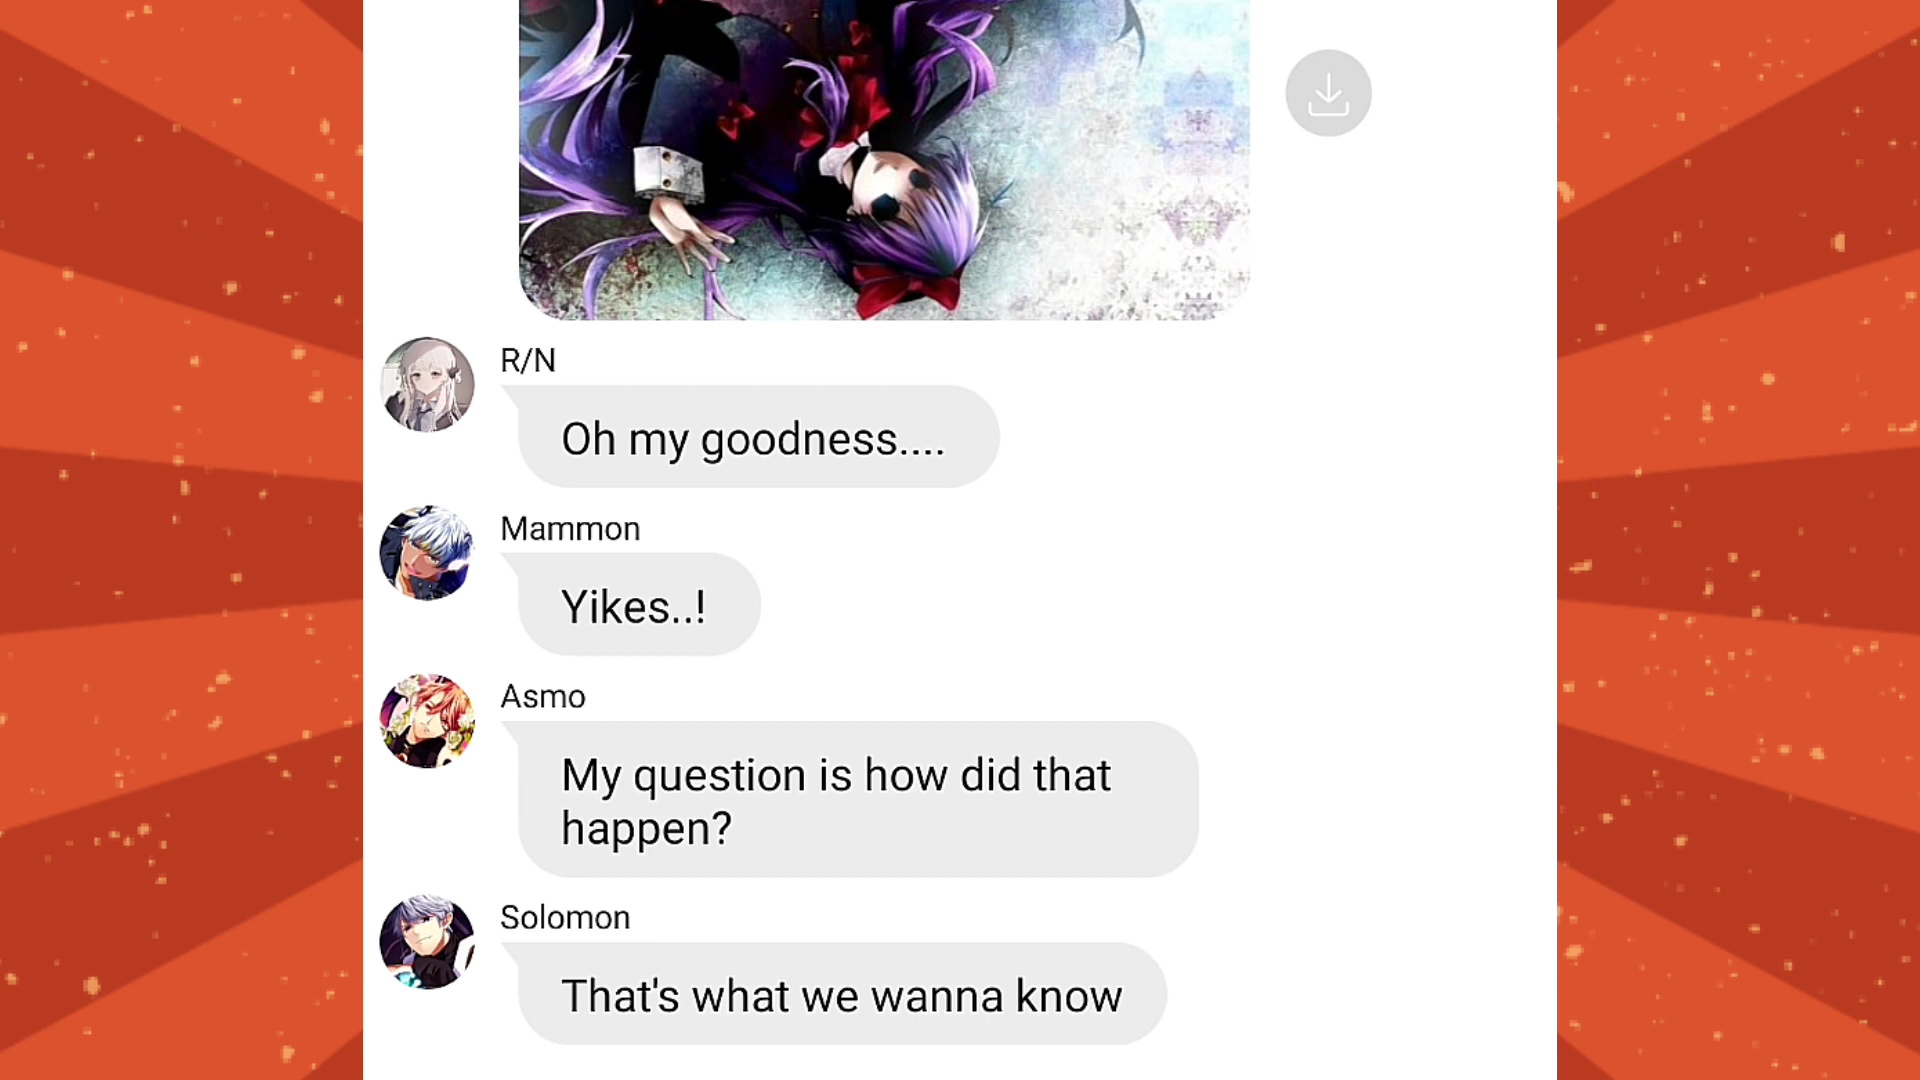 R/N
Oh my goodness....
Mammon
Yikes..!
Asmo
My question is how did that
happen?
Solomon
That's what we wanna know